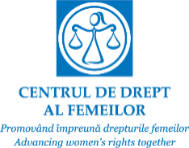 CENTRUL DE DREPT
AL FEMEILOR
Promovând împreună drepturile femeilor
Advancing women's rights together